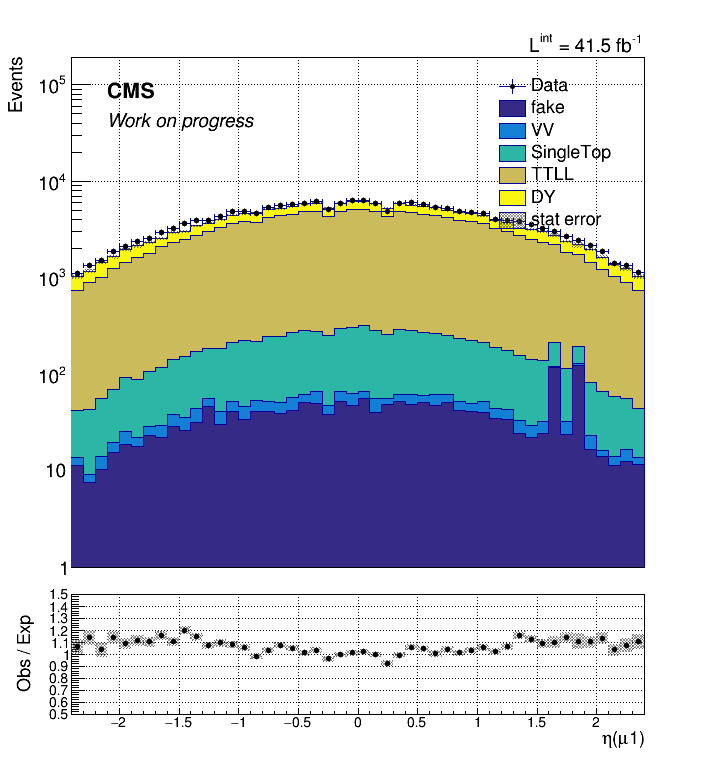 L^int = 41.5 fb^-1
Events
10^5
10^4
10^3
10^2
10
1
CMS
Work on progress
Data
fake
VV
SingleTop
TTLL
DY
stat error
Obs / Exp
1.5
1.4
1.3
1.2
1.1
1
0.9
0.8
0.7
0.6
0.5
−2 −1.5 −1 −0.5 0 0.5 1 1.5 2
η(μ1)